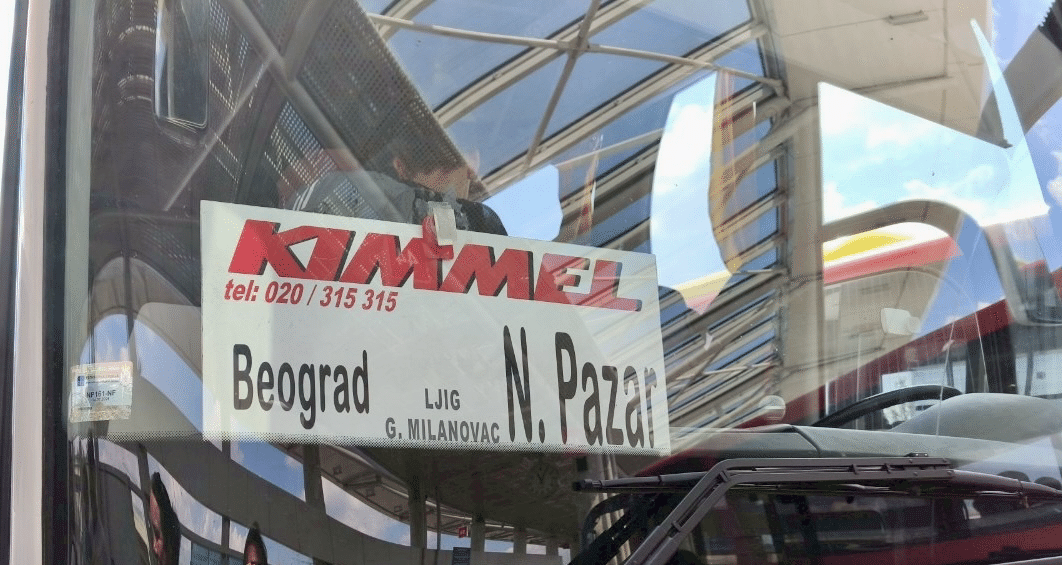 KIMMEL
tel: 020 / 315 315
Beograd
LJIG
G. MILANOVAC
N. Pazar